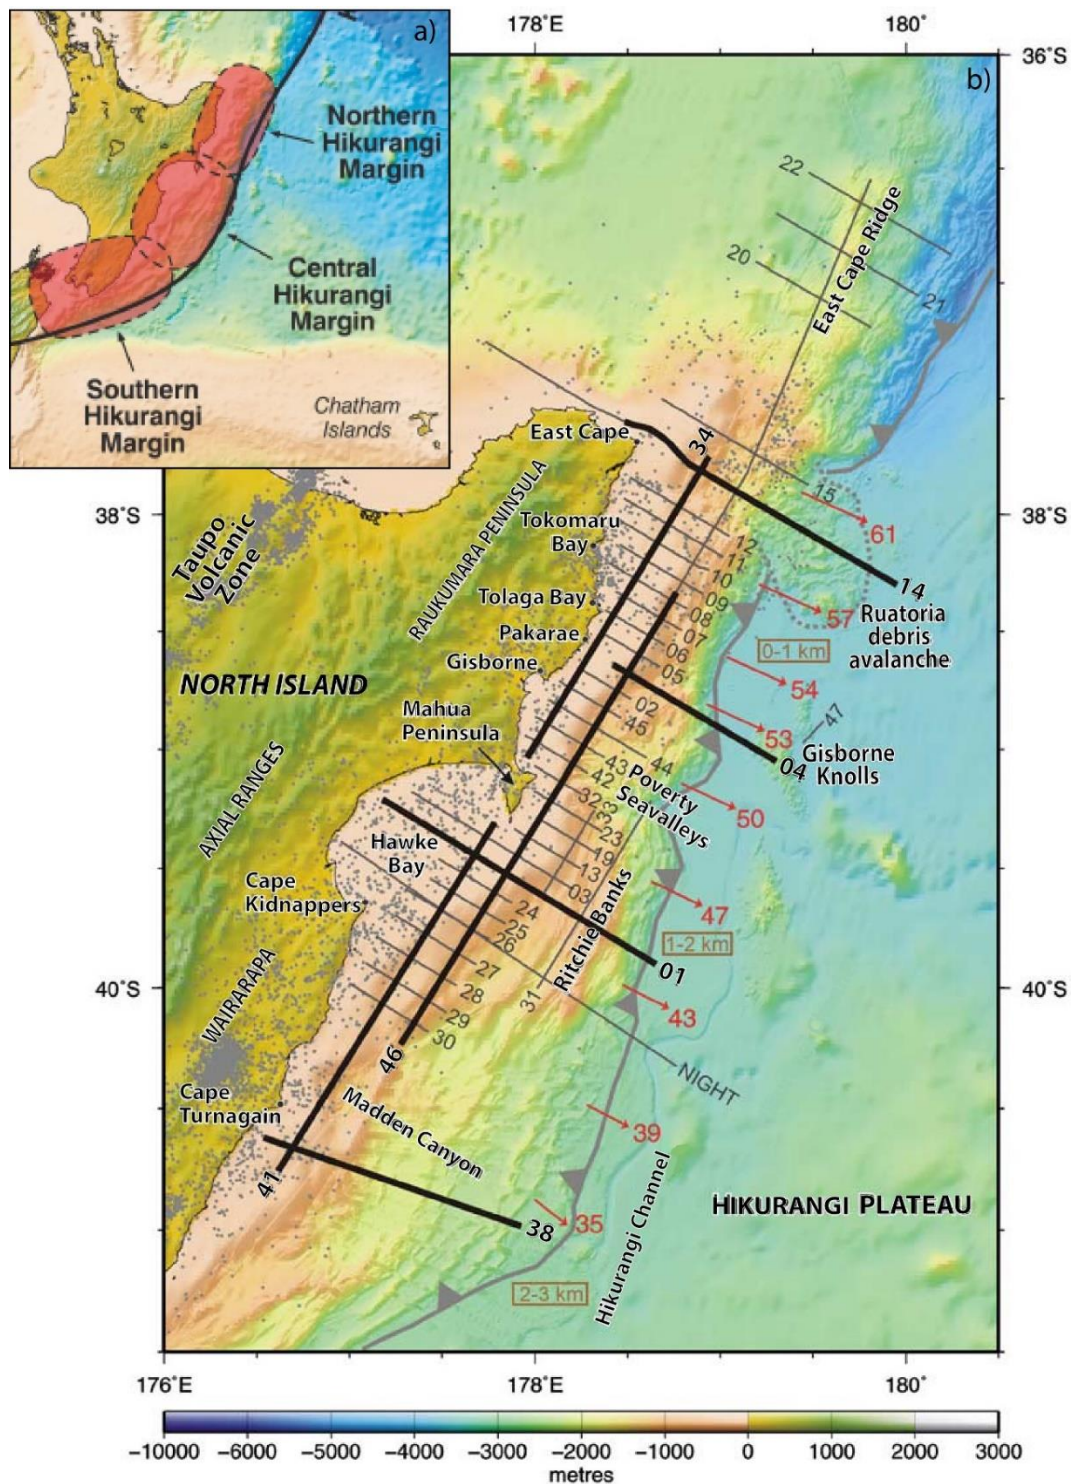 a)
Northern
Hikurangi
Margin
Central
Hikurangi
Margin
Southern
Hikurangi
Margin
Chatham
Islands
178°E
180°
36°S
b)
22
20
21
East Cape Ridge
East Cape
34
38°S
Taupo
Volcanic
Zone
RAUKUMARA PENINSULA
Tokomaru
Bay
Tolaga Bay
Pakarae
Gisborne
15
61
38°S
12
11
10
09
08
07
06
05
02
45
14
57
Ruatoria
debris
avalanche
0-1 km
54
NORTH ISLAND
Mahua
Peninsula
47
53
04
Gisborne
Knolls
AXIAL RANGES
44
43
42
Poverty
Seavalleys
50
32
33
23
19
13
03
Hawke
Bay
Cape
Kidnappers
24
25
26
27
28
29
30
Ritchie Banks
31
47
1-2 km
01
WAIRARAPA
40°S
40°S
43
46
NIGHT
Cape
Turnagain
Madden Canyon
39
41
38
35
Hikurangi Channel
HIKURANGI PLATEAU
2-3 km
176°E
178°E
180°
−10000 −6000 −5000 −4000 −3000 −2000 −1000 0 1000 2000 3000
metres